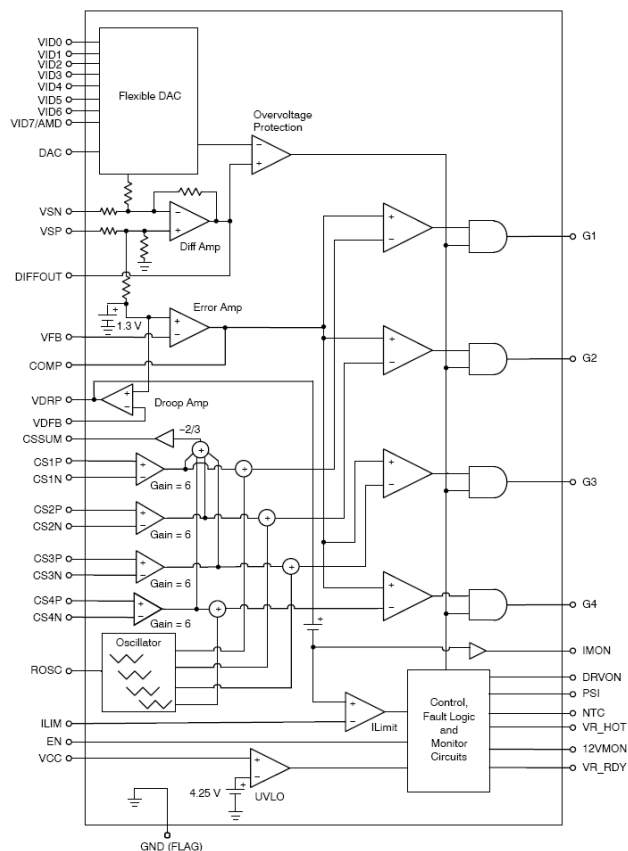 VID0
VID1
VID2
VID3
VID4
VID5
VID6
VID7/AMD
DAC
Flexible DAC
Overvoltage
Protection
−
+
VSN
VSP
−
+
Diff Amp
DIFFOUT
+
1.3 V
Error Amp
+
−
VFB
COMP
VDRP
+
−
Droop Amp
VDFB
CSSUM
−2/3
+
CS1P
CS1N
+
−
Gain = 6
+
CS2P
CS2N
+
−
Gain = 6
+
CS3P
CS3N
+
−
Gain = 6
+
CS4P
CS4N
+
−
Gain = 6
+
+
−
G1
+
−
G2
+
−
G3
+
−
G4
Oscillator
ROSC
+
IMON
ILIM
+
−
ILimit
EN
VCC
+
−
4.25 V
+
UVLO
Control,
Fault Logic
and
Monitor
Circuits
DRVON
PSI
NTC
VR_HOT
12VMON
VR_RDY
GND (FLAG)